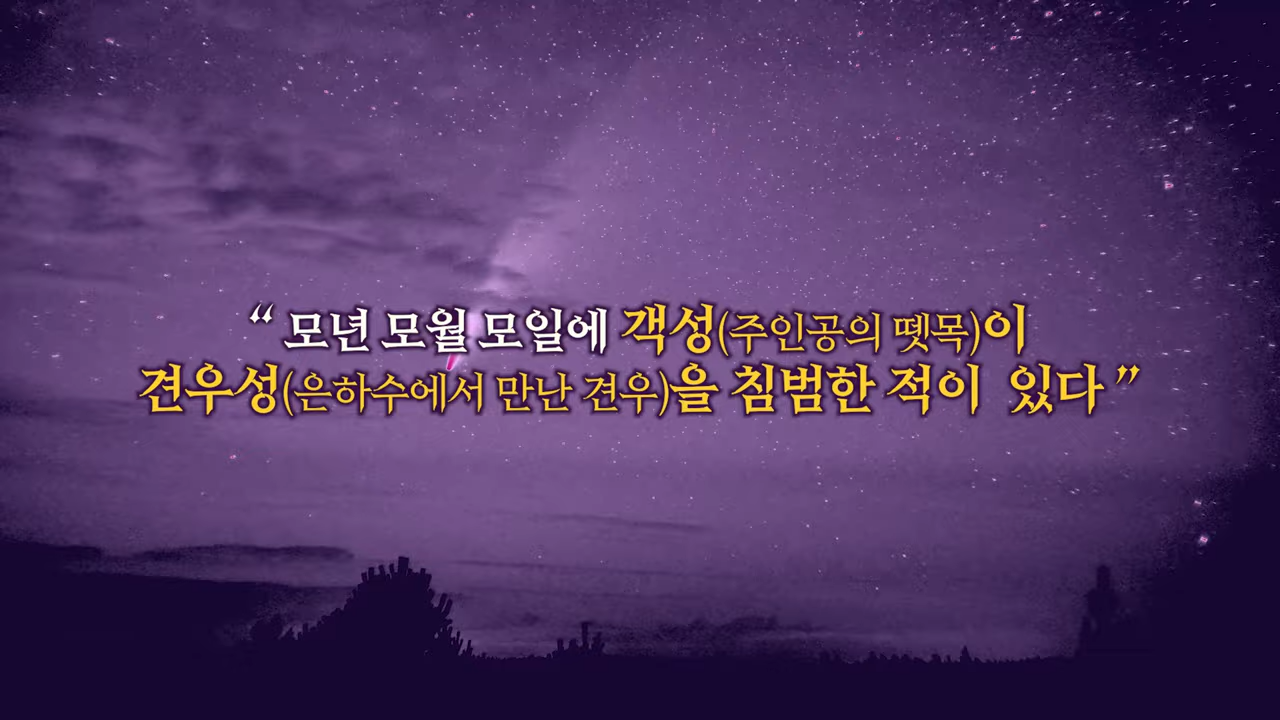 “ 모년 모월 모일에 객성(주인공의 뗏목)이
견우성(은하수에서 만난 견우)을 침범한 적이 있다 ”